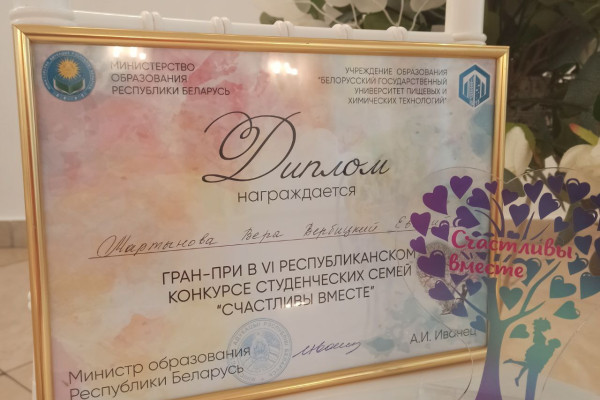 МИНИСТЕРСТВО
ОБРАЗОВАНИЯ
РЕСПУБЛИКИ БЕЛАРУСЬ
УЧРЕЖДЕНИЕ ОБРАЗОВАНИЯ
"БЕЛОРУССКИЙ ГОСУДАРСТВЕННЫЙ
УНИВЕРСИТЕТ ПИЩЕВЫХ И
ХИМИЧЕСКИХ ТЕХНОЛОГИЙ"
Диплом
награждается
Мартынова Вера Вербицкий
ГРАН-ПРИ В VI РЕСПУБЛИКАНСКОМ
КОНКУРСЕ СТУДЕНЧЕСКИХ СЕМЕЙ
"СЧАСТЛИВЫ ВМЕСТЕ"
Министр образования
Республики Беларусь
А.И. Иванец
Счастливы
вместе